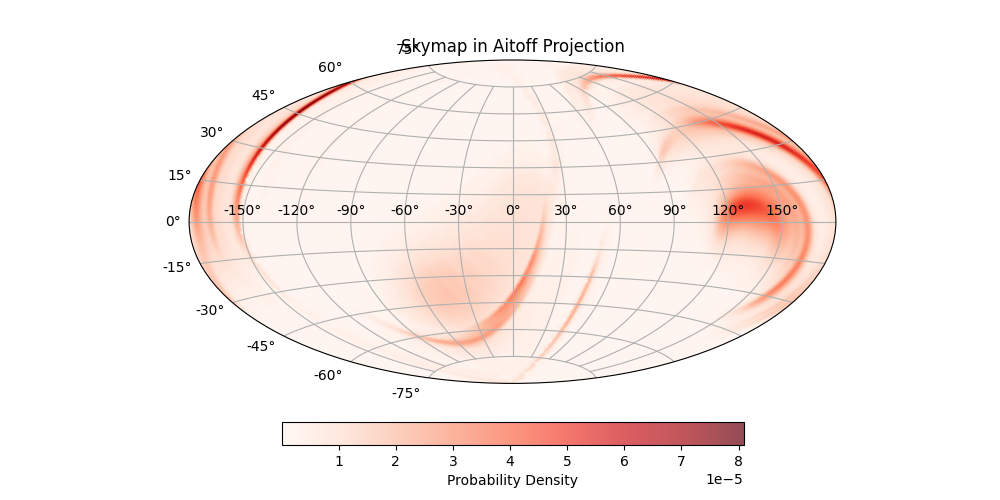 Skymap in Aitoff Projection
75°
60°
45°
30°
15°
-150° -120° -90° -60° -30° 0° 30° 60° 90° 120° 150°
0°
-15°
-30°
-45°
-60°
-75°
1 2 3 4 5 6 7 8
1e−5
Probability Density